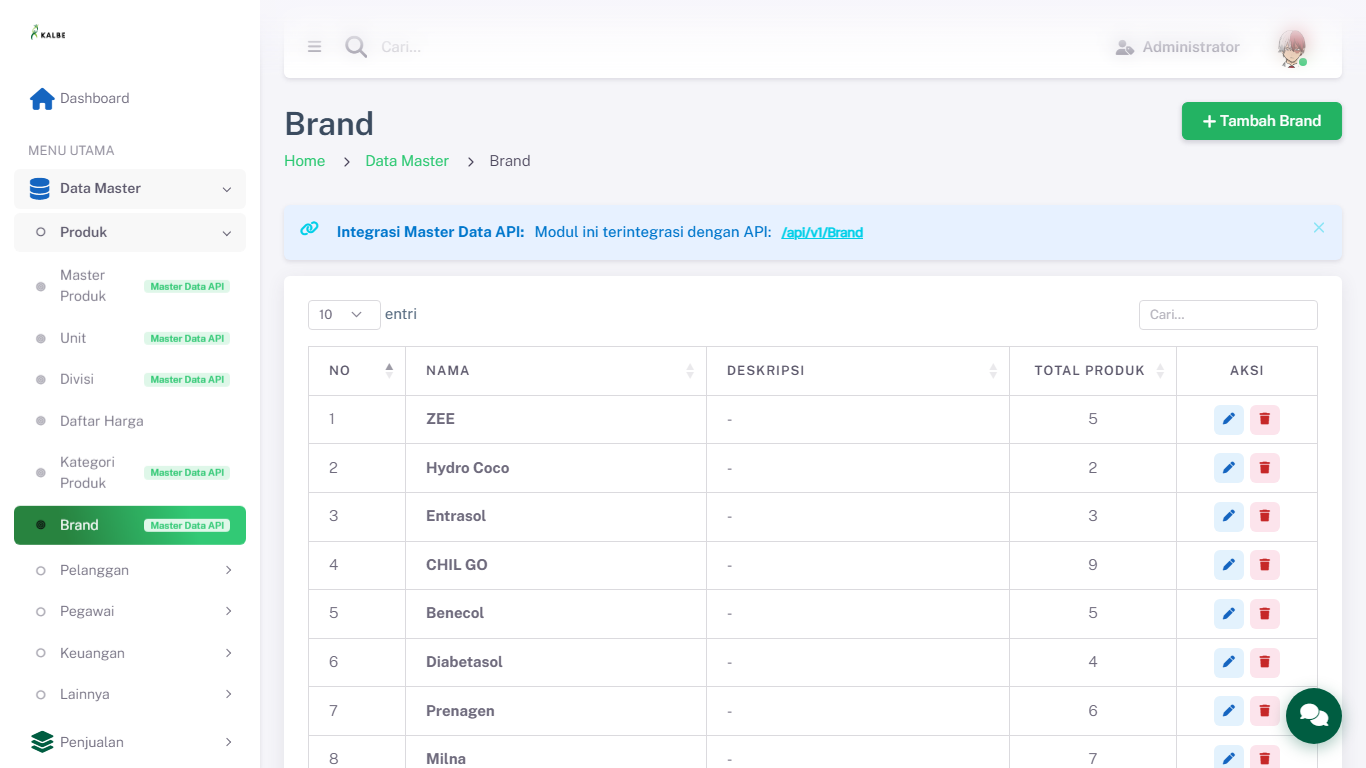 KALBE
Cari...
Administrator
Dashboard
MENU UTAMA
Data Master
Produk
Master Produk
Master Data API
Unit
Master Data API
Divisi
Master Data API
Daftar Harga
Kategori Produk
Master Data API
Brand
Master Data API
Pelanggan
Pegawai
Keuangan
Lainnya
Penjualan
Brand
Tambah Brand
Home > Data Master > Brand
Integrasi Master Data API: Modul ini terintegrasi dengan API: /api/v1/Brand
10 entri
Cari...
NO NAMA DESKRIPSI TOTAL PRODUK AKSI
1 ZEE - 5
2 Hydro Coco - 2
3 Entrasol - 3
4 CHIL GO - 9
5 Benecol - 5
6 Diabetasol - 4
7 Prenagen - 6
8 Milna - 7